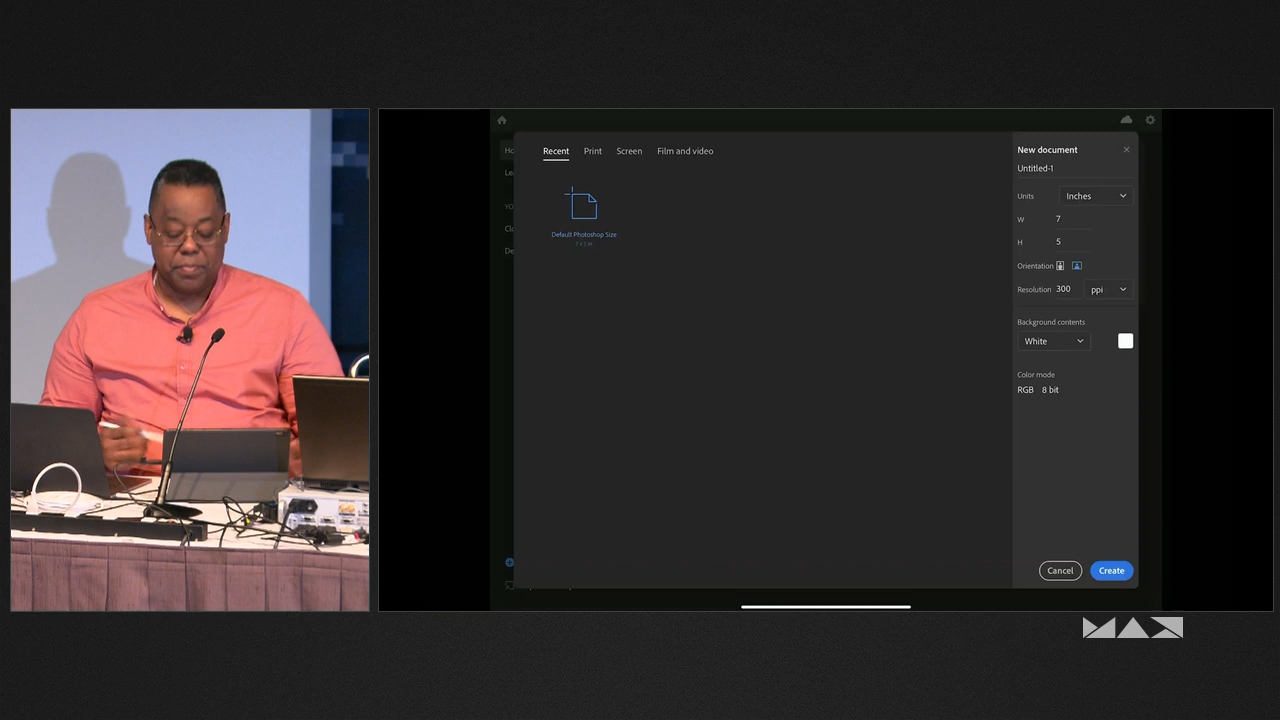 Recent Print Screen Film and video
Default Photoshop Size
New document
Untitled-1
Units Inches
W 7
H 5
Orientation
Resolution 300 ppi
Background contents
White
Color mode
RGB 8 bit
Cancel Create
MAX